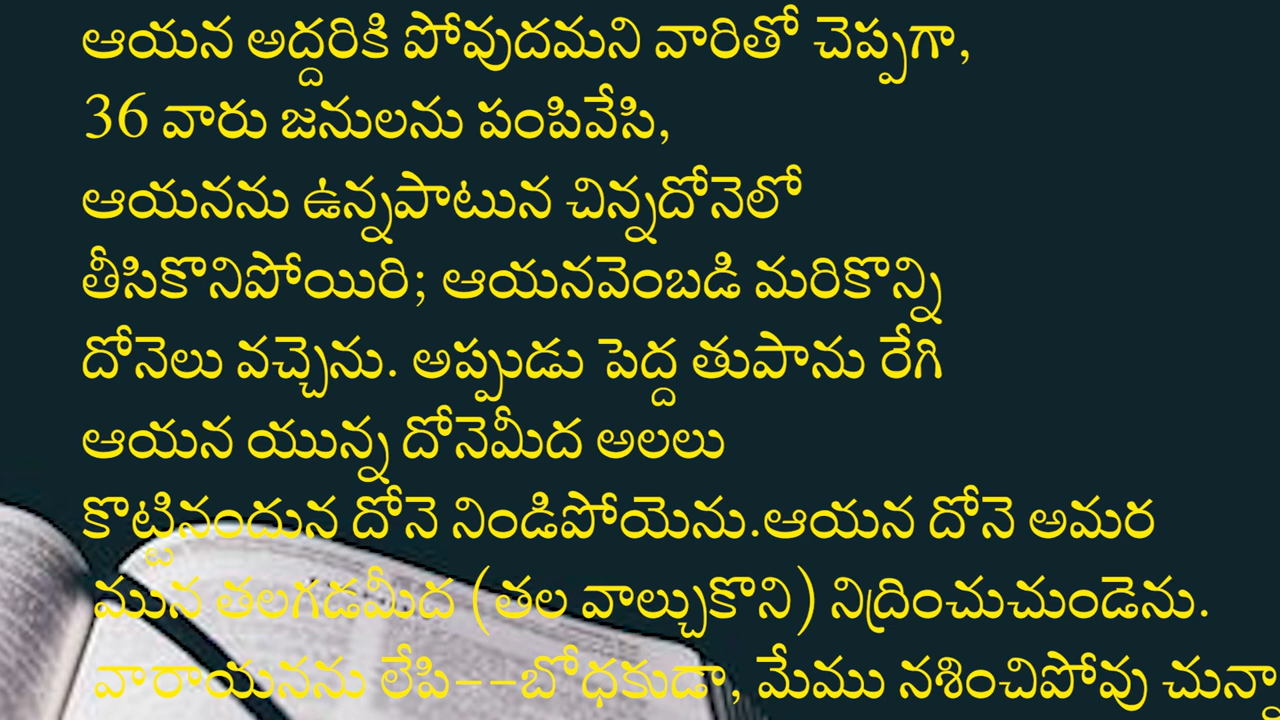 ఆయన అద్దరికి పోవుదమని వారితో చెప్పగా,
36 వారు జనులను పంపివేసి,
ఆయనను ఉన్నపాటున చిన్నదోనెలో
తీసికొనిపోయిరి; ఆయనవెంబడి మరికొన్ని
దోనెలు వచ్చెను. అప్పుడు పెద్ద తుపాను రేగి
ఆయన యున్న దోనెమీద అలలు
కొట్టినందున దోనె నిండిపోయెను.ఆయన దోనె అమర
మున తలగడమీద (తల వాల్చుకొని) నిద్రించుచుండెను.
వారాయనను లేపి--బోధకుడా, మేము నశించిపోవు చున్నా